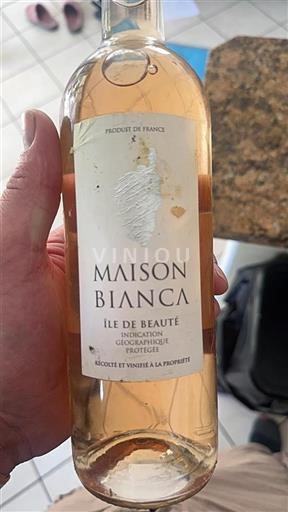 PRODUIT DE FRANCE
VINIOU
MAISON
BIANCA
ÎLE DE BEAUTÉ
INDICATION
GÉOGRAPHIQUE
PROTÉGÉE
RÉCOLTÉ ET VINIFIÉ À LA PROPRIÉTÉ